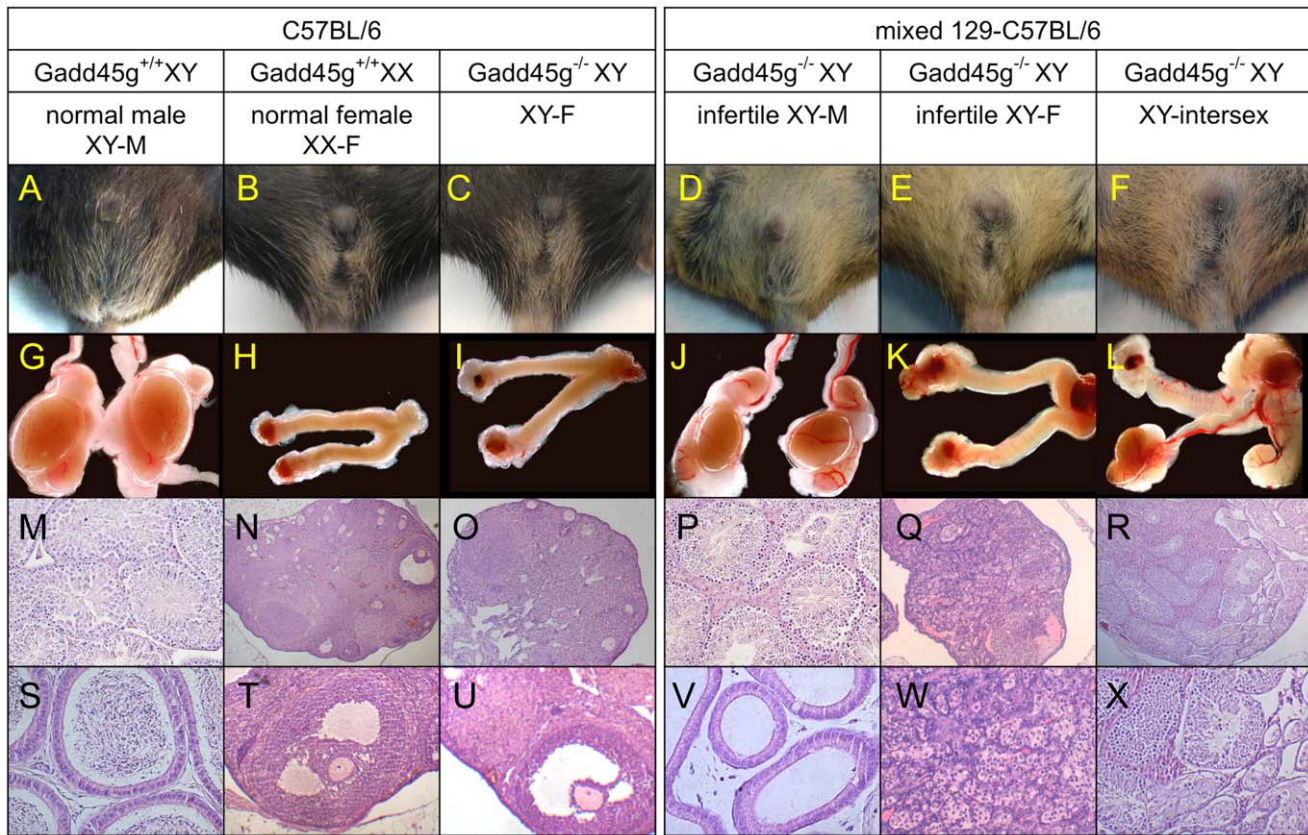 C57BL/6
mixed 129-C57BL/6
Gadd45g+/+XY
Gadd45g+/+XX
Gadd45g-/- XY
Gadd45g-/- XY
Gadd45g-/- XY
Gadd45g-/- XY
normal male
XY-M
normal female
XX-F
XY-F
infertile XY-M
infertile XY-F
XY-intersex
A
B
C
D
E
F
G
H
I
J
K
L
M
N
O
P
Q
R
S
T
U
V
W
X